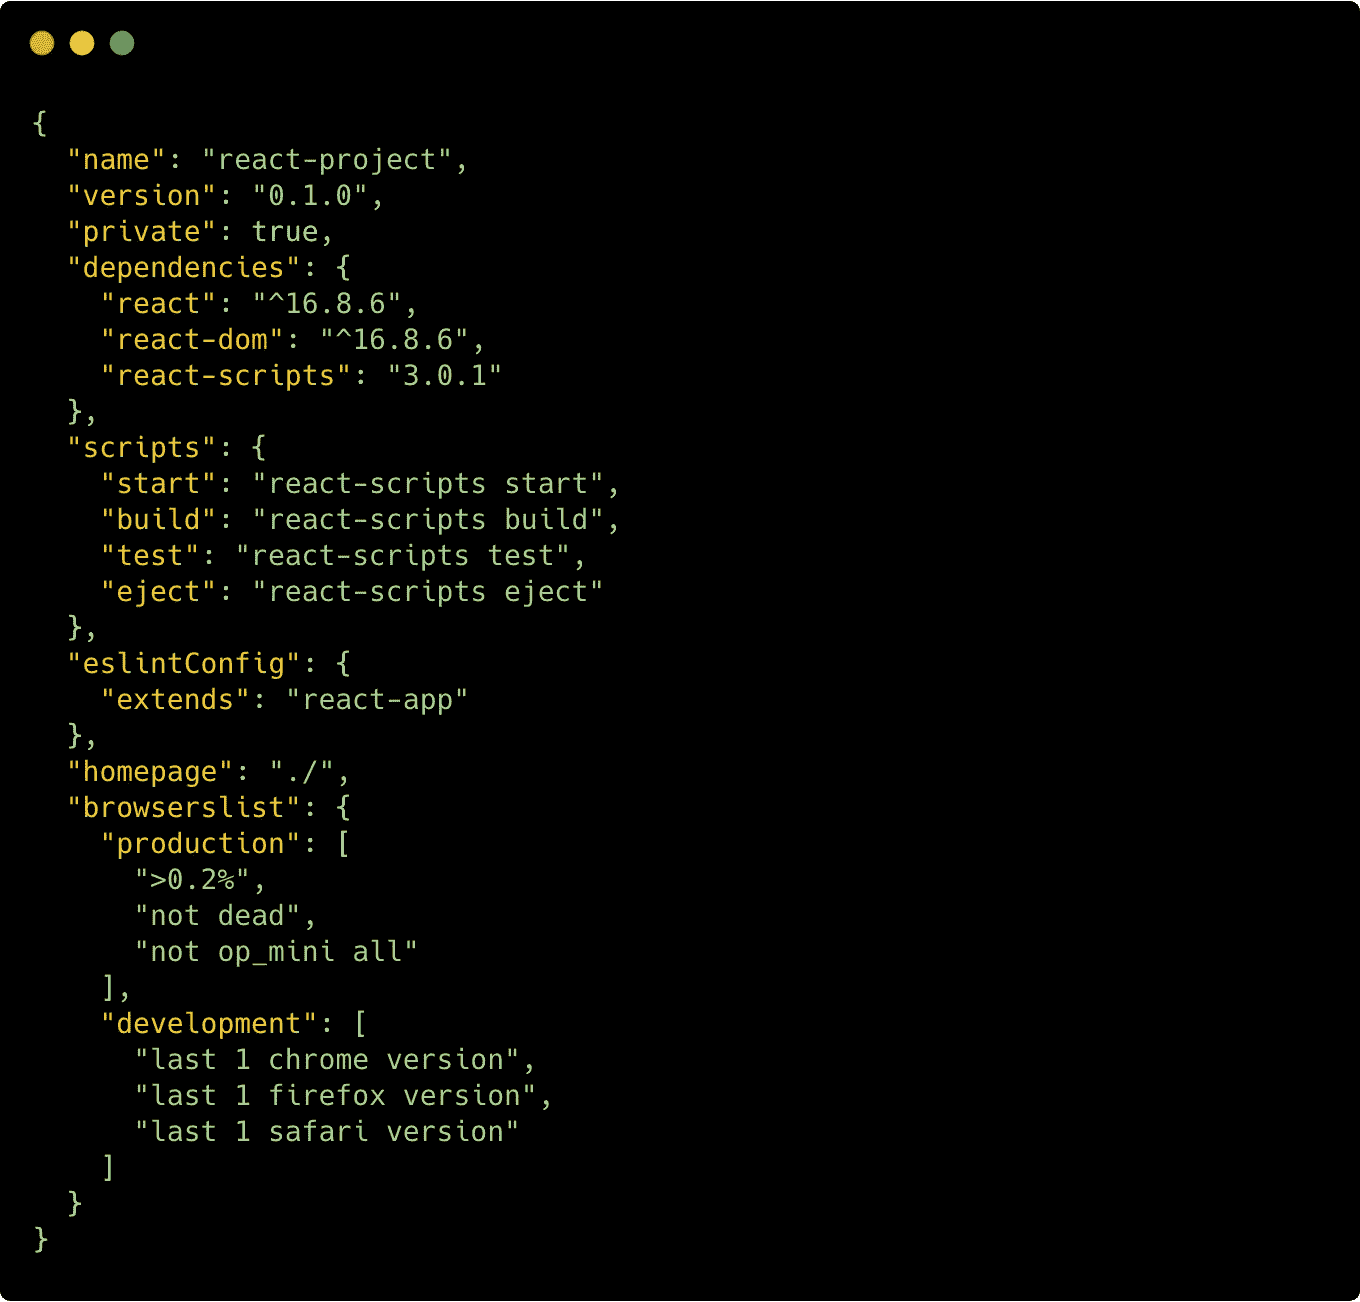 {
  "name": "react-project",
  "version": "0.1.0",
  "private": true,
  "dependencies": {
    "react": "^16.8.6",
    "react-dom": "^16.8.6",
    "react-scripts": "3.0.1"
  },
  "scripts": {
    "start": "react-scripts start",
    "build": "react-scripts build",
    "test": "react-scripts test",
    "eject": "react-scripts eject"
  },
  "eslintConfig": {
    "extends": "react-app"
  },
  "homepage": "./",
  "browserslist": {
    "production": [
      ">0.2%",
      "not dead",
      "not op_mini all"
    ],
    "development": [
      "last 1 chrome version",
      "last 1 firefox version",
      "last 1 safari version"
    ]
  }
}